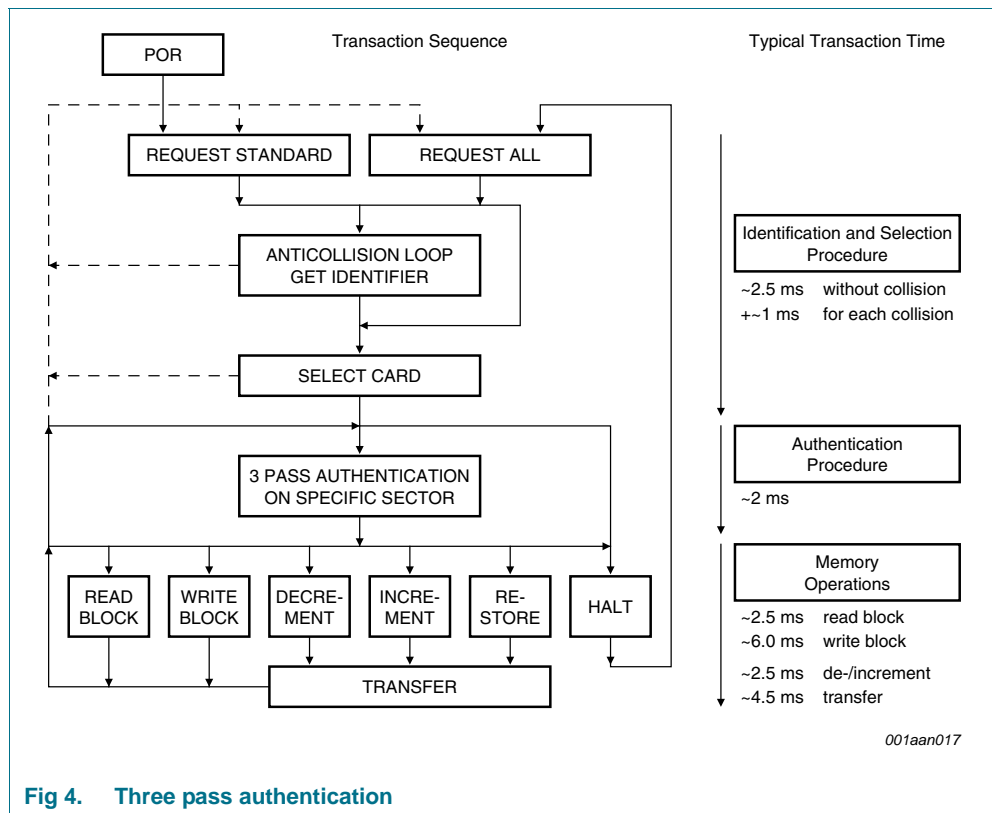 Transaction Sequence
Typical Transaction Time
POR
REQUEST STANDARD
REQUEST ALL
ANTICOLLISION LOOP
GET IDENTIFIER
SELECT CARD
3 PASS AUTHENTICATION
ON SPECIFIC SECTOR
READ
BLOCK
WRITE
BLOCK
DECRE-
MENT
INCRE-
MENT
RE-
STORE
HALT
TRANSFER
Identification and Selection
Procedure
~2.5 ms without collision
+~1 ms for each collision
Authentication
Procedure
~2 ms
Memory
Operations
~2.5 ms read block
~6.0 ms write block
~2.5 ms de-/increment
~4.5 ms transfer
001aan017
Fig 4. Three pass authentication